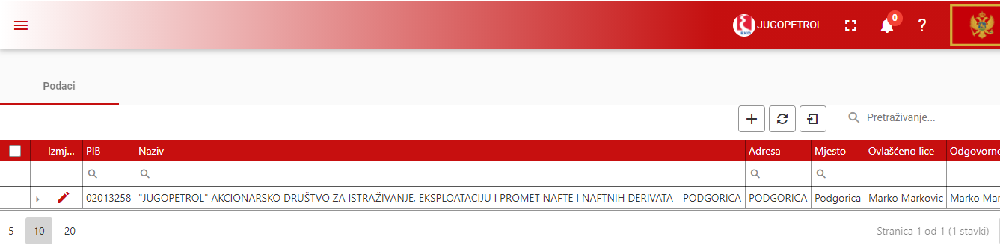 EKO JUGOPETROL 0 ?
Podaci
Pretraživanje...
Izmj... PIB Naziv Adresa Mjesto Ovlašćeno lice Odgovorno
02013258 "JUGOPETROL" AKCIONARSKO DRUŠTVO ZA ISTRAŽIVANJE, EKSPLOATACIJU I PROMET NAFTE I NAFTNIH DERIVATA - PODGORICA PODGORICA Podgorica Marko Markovic Marko Mar
5 10 20 Stranica 1 od 1 (1 stavki)